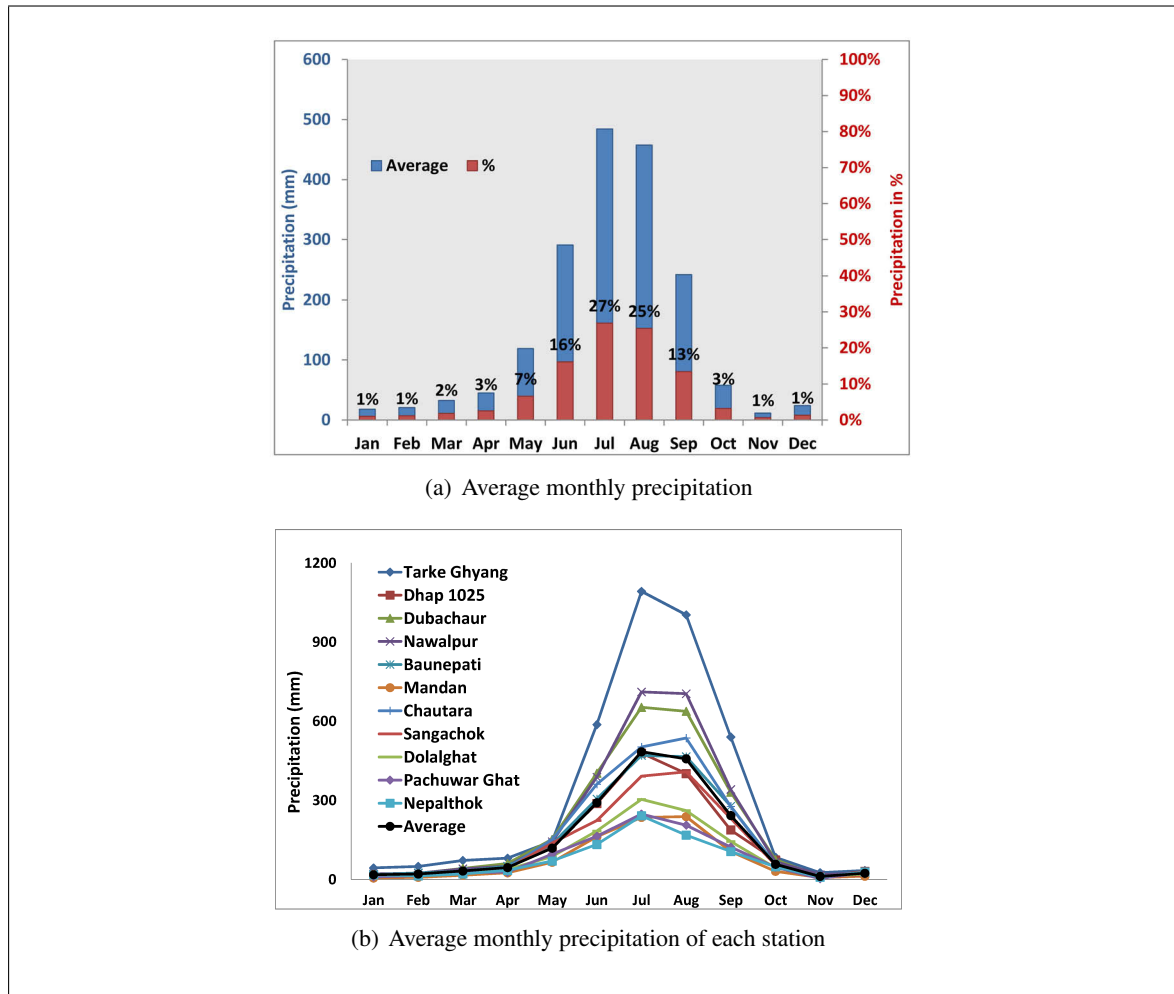 600
500
400
300
200
100
0
Precipitation (mm)
Average %
1% 1% 2% 3% 7% 16% 27% 25% 13% 3% 1% 1%
Jan Feb Mar Apr May Jun Jul Aug Sep Oct Nov Dec
100%
90%
80%
70%
60%
50%
40%
30%
20%
10%
0%
Precipitation in %
(a) Average monthly precipitation
1200
900
600
300
0
Precipitation (mm)
Tarke Ghyang
Dhap 1025
Dubachaur
Nawalpur
Baunepati
Mandan
Chautara
Sangachok
Dolalghat
Pachuwar Ghat
Nepalthok
Average
Jan Feb Mar Apr May Jun Jul Aug Sep Oct Nov Dec
(b) Average monthly precipitation of each station